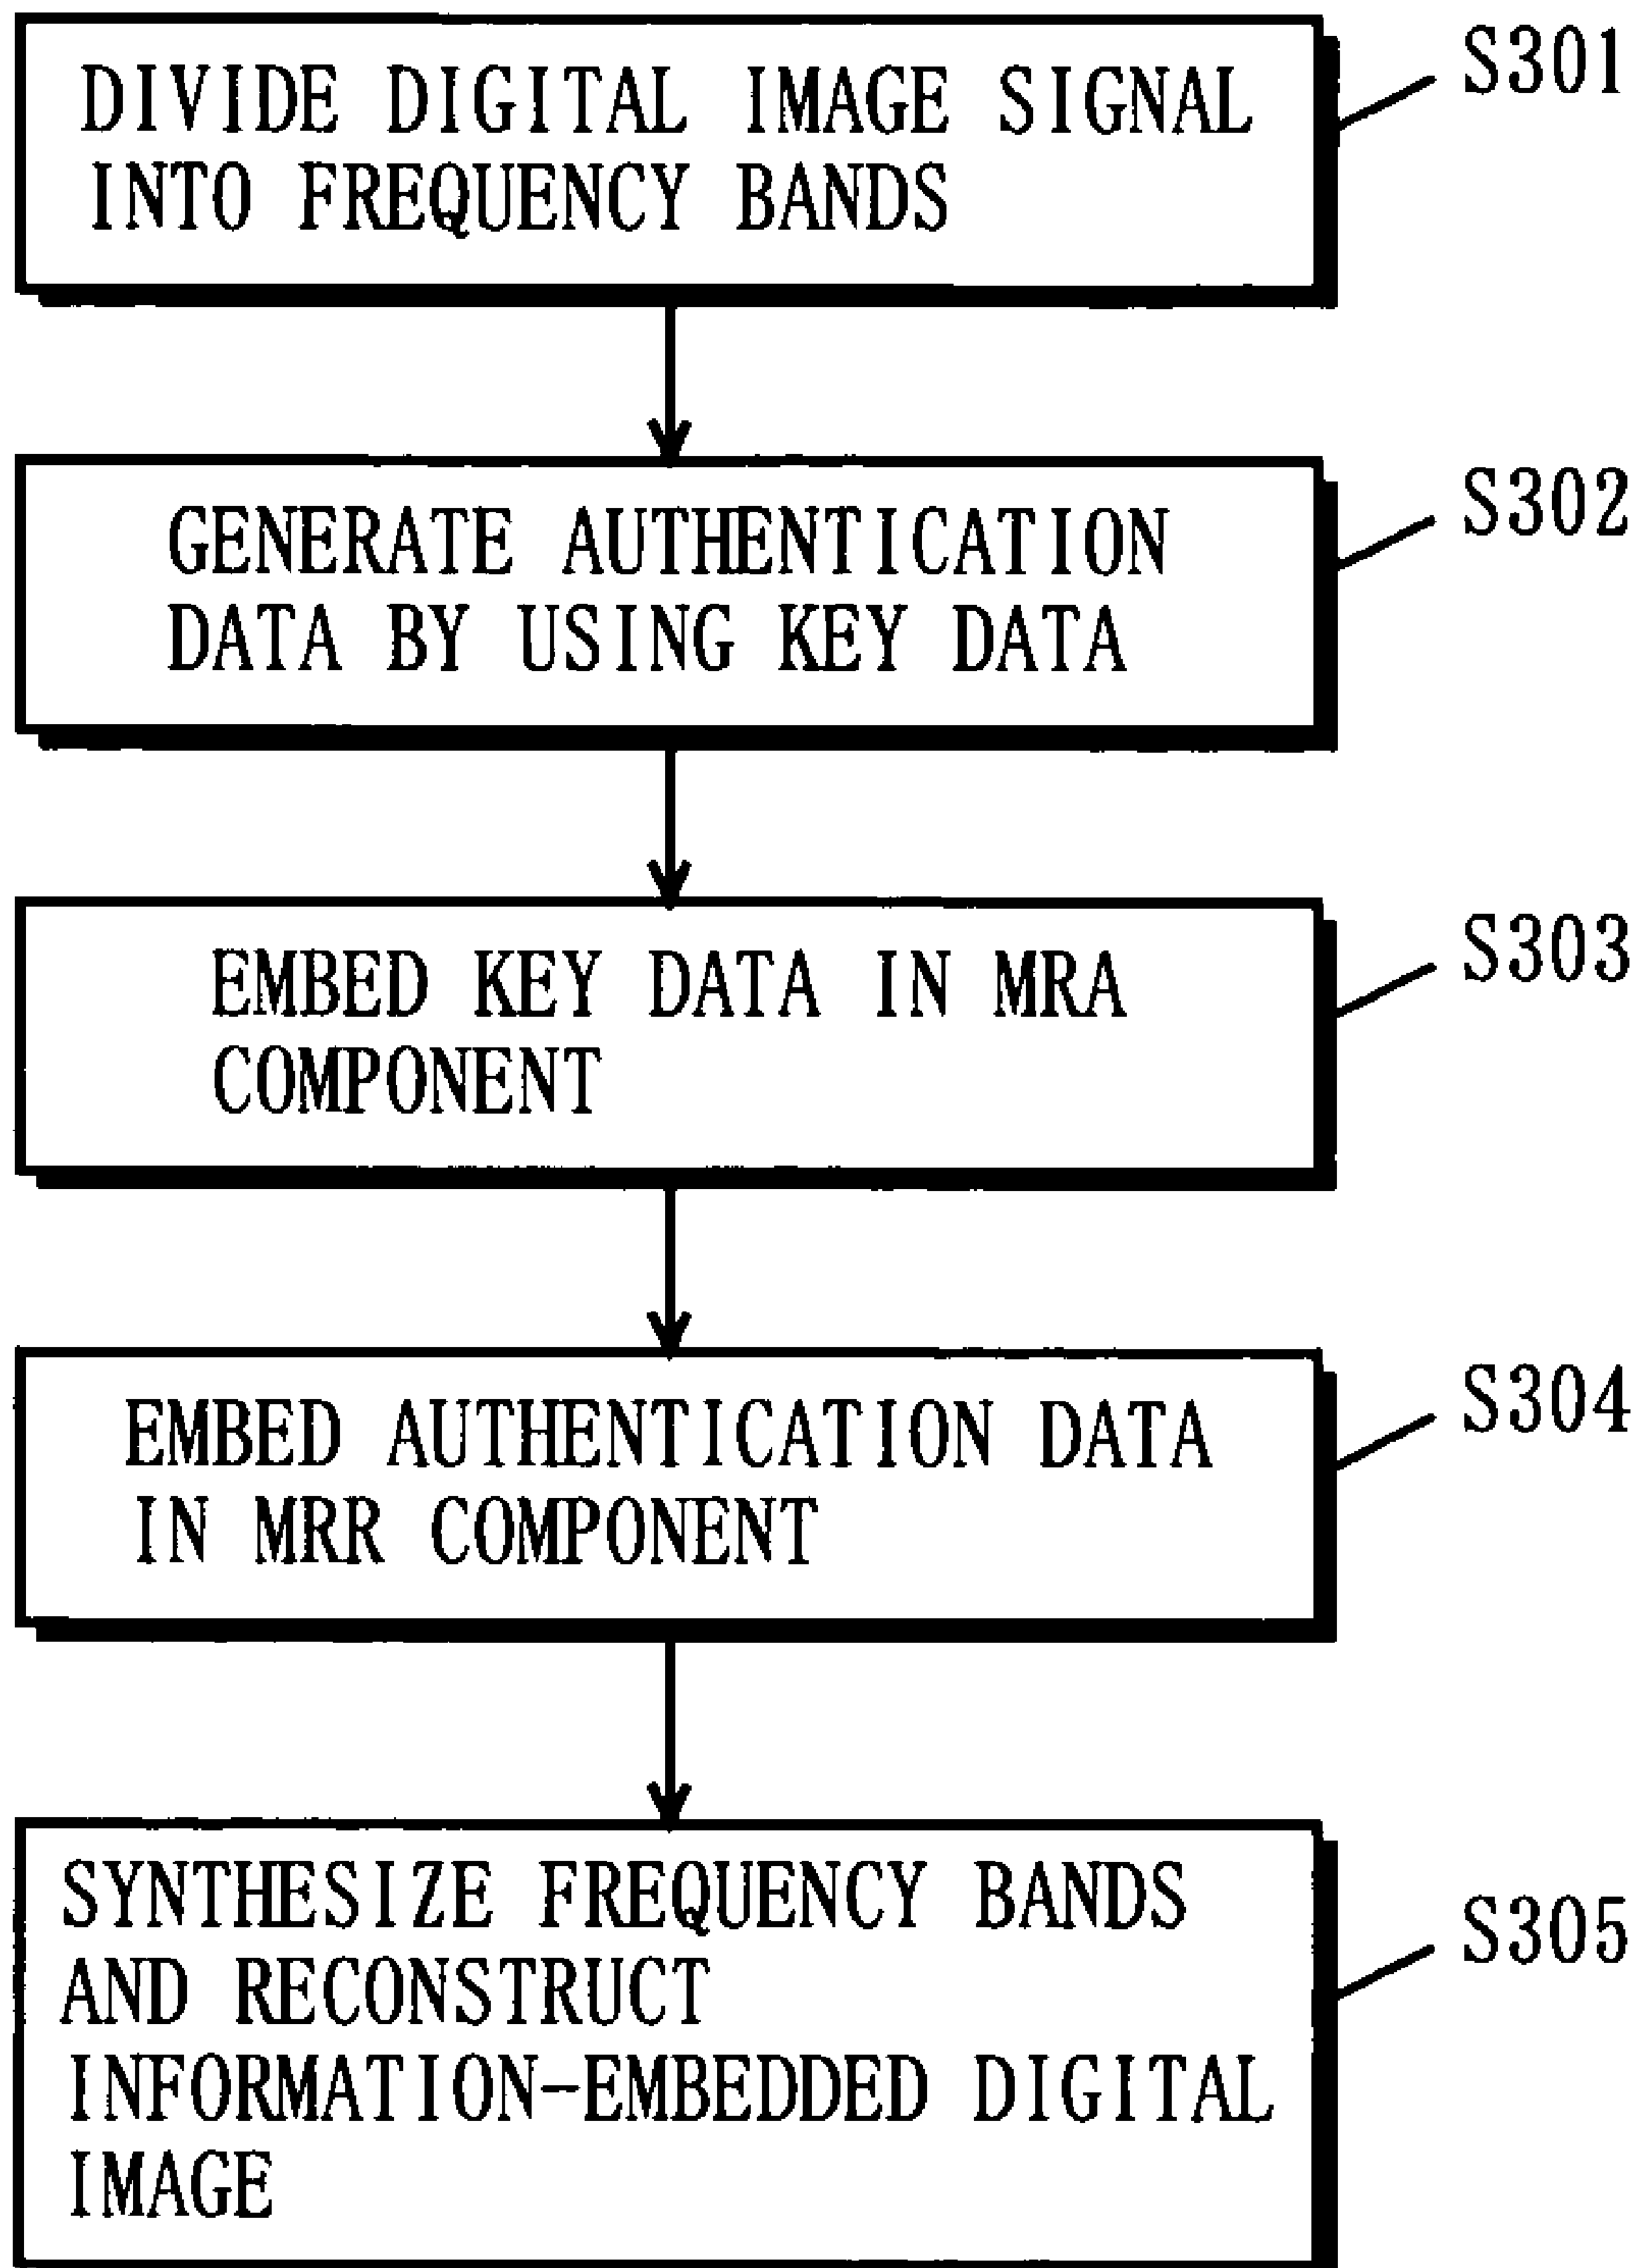 S301
DIVIDE DIGITAL IMAGE SIGNAL
INTO FREQUENCY BANDS
S302
GENERATE AUTHENTICATION
DATA BY USING KEY DATA
S303
EMBED KEY DATA IN MRA
COMPONENT
S304
EMBED AUTHENTICATION DATA
IN MRR COMPONENT
S305
SYNTHESIZE FREQUENCY BANDS
AND RECONSTRUCT
INFORMATION-EMBEDDED DIGITAL
IMAGE